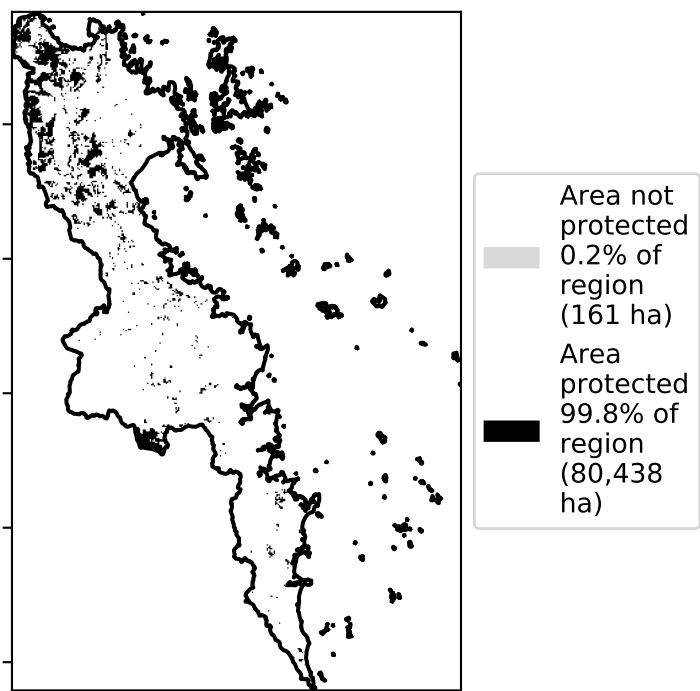 Area not
protected
0.2% of
region
(161 ha)
Area
protected
99.8% of
region
(80,438
ha)